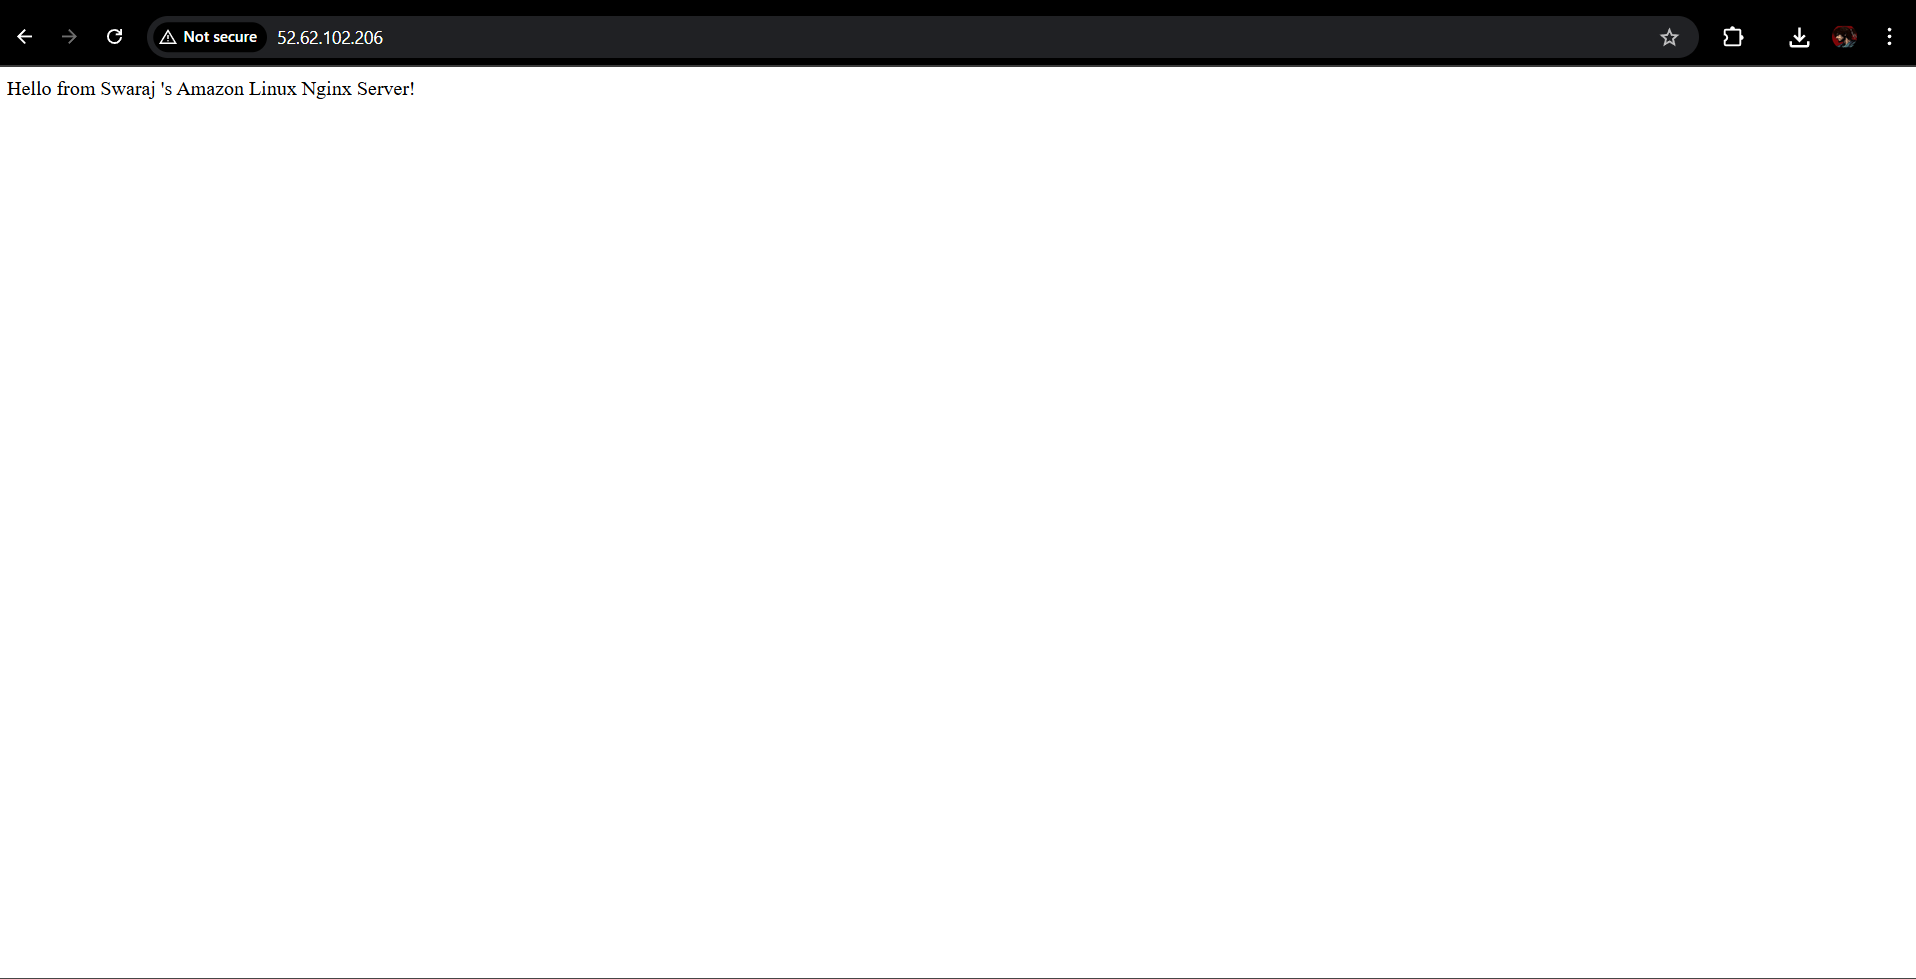 Not secure 52.62.102.206
Hello from Swaraj 's Amazon Linux Nginx Server!